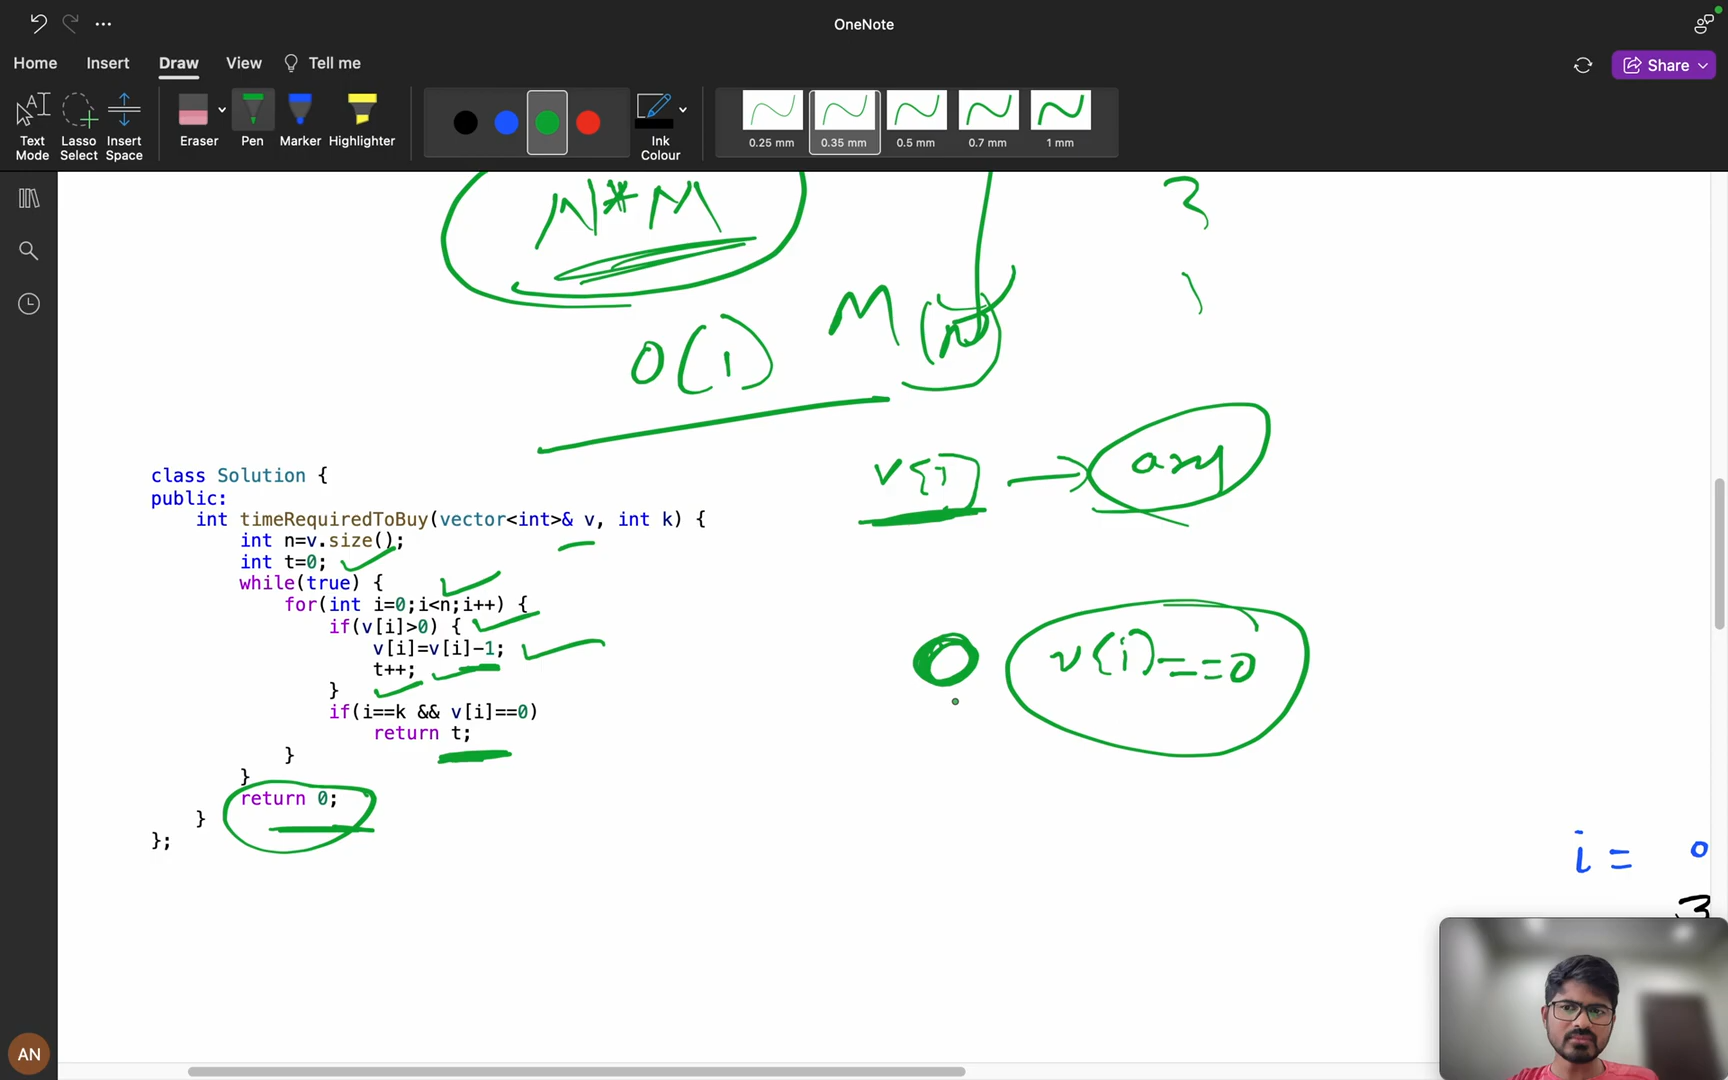 OneNote
Home Insert Draw View Tell me
Share
Text Mode
Lasso Select
Insert Space
Eraser
Pen
Marker
Highlighter
Ink Colour
0.25 mm
0.35 mm
0.5 mm
0.7 mm
1 mm
N*M
3
1
M(n)
O(1)
v[i] → any
class Solution {
public:
int timeRequiredToBuy(vector<int>& v, int k) {
int n=v.size();
int t=0;
while(true) {
for(int i=0;i<n;i++) {
if(v[i]>0) {
v[i]=v[i]-1;
t++;
}
if(i==k && v[i]==0)
return t;
}
}
return 0;
}
};
0
v[i]==0
i = 0
3
AN